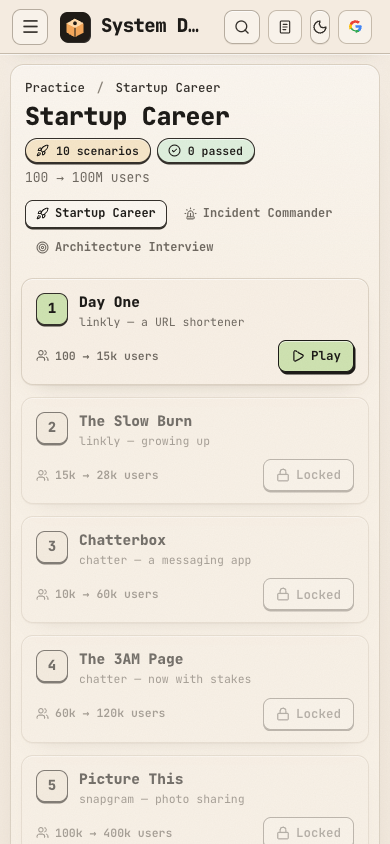 System D…
Practice / Startup Career
Startup Career
10 scenarios
0 passed
100 → 100M users
Startup Career
Incident Commander
Architecture Interview
1
Day One
linkly — a URL shortener
100 → 15k users
Play
2
The Slow Burn
linkly — growing up
15k → 28k users
Locked
3
Chatterbox
chatter — a messaging app
10k → 60k users
Locked
4
The 3AM Page
chatter — now with stakes
60k → 120k users
Locked
5
Picture This
snapgram — photo sharing
100k → 400k users
Locked